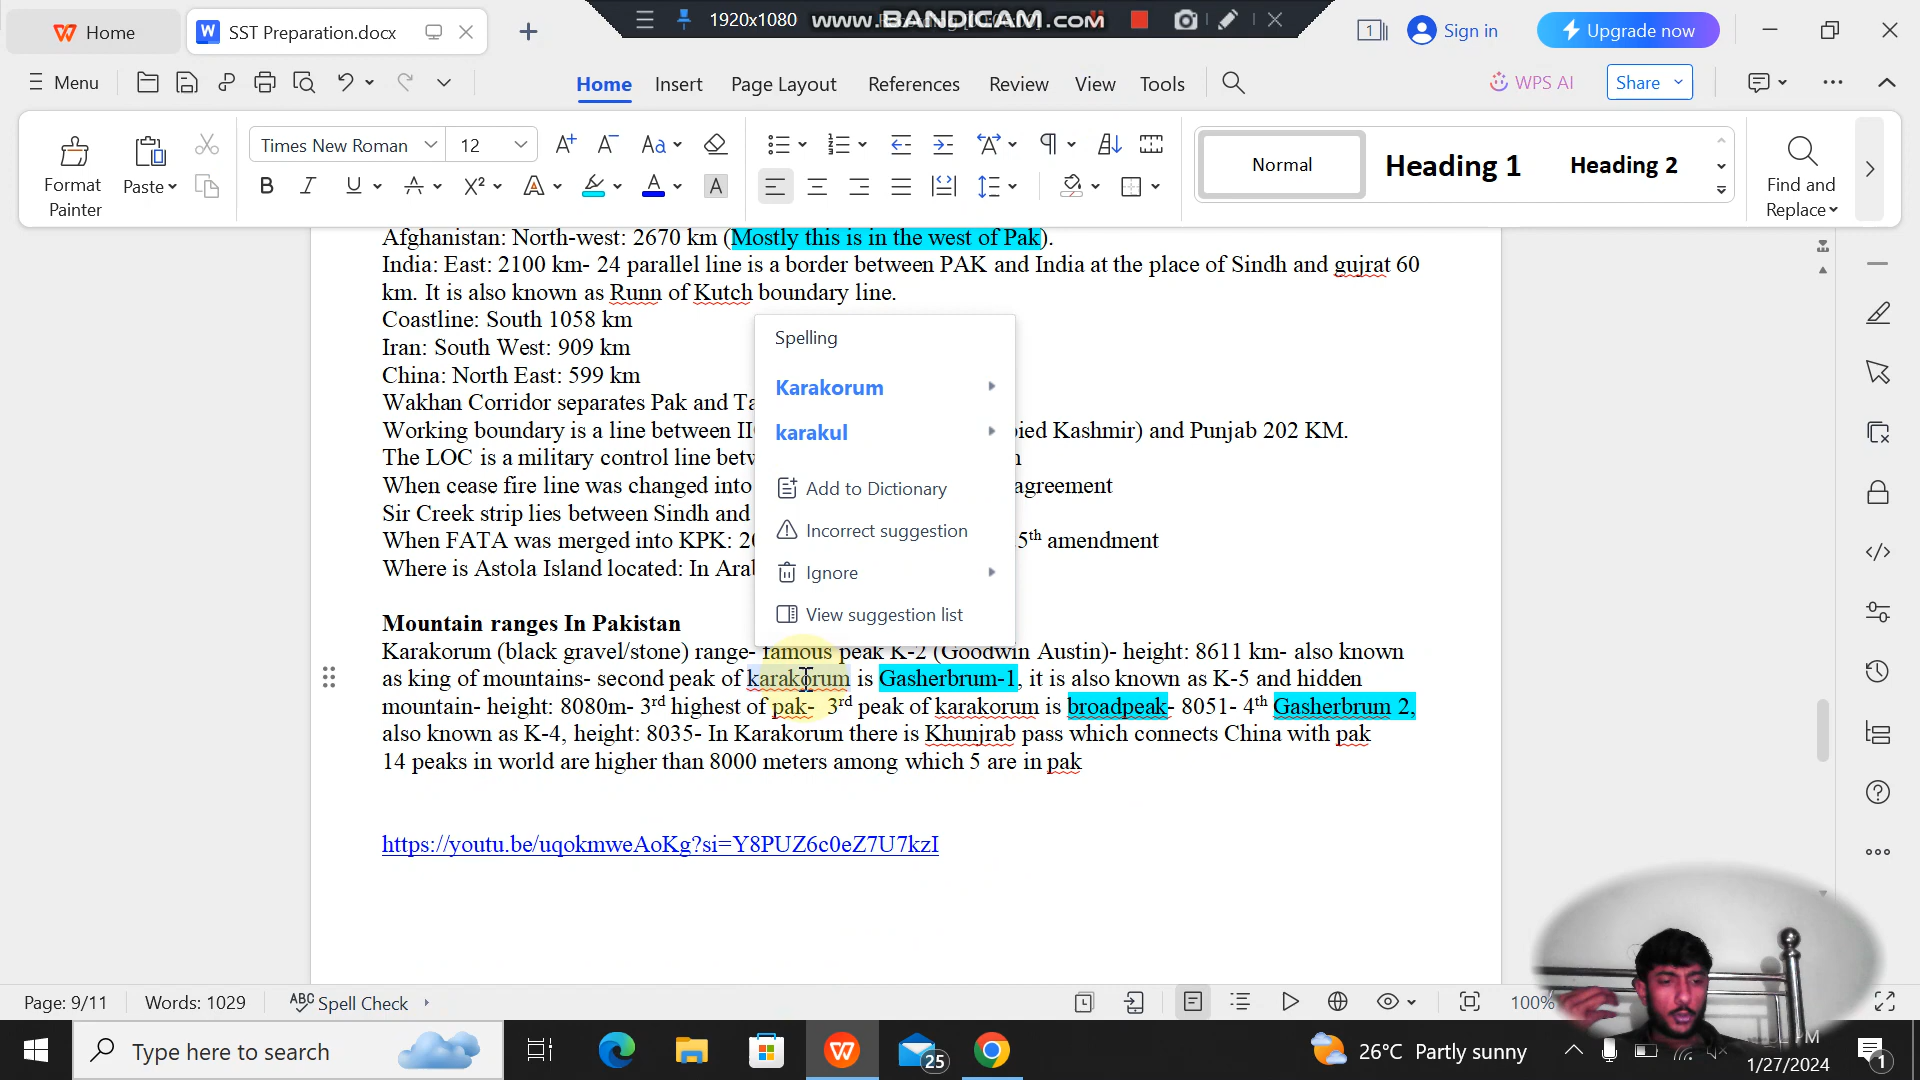 Home
SST Preparation.docx
1920x1080
www.BANDICAM.com
Sign in
Upgrade now
Menu
Home Insert Page Layout References Review View Tools
WPS AI
Share
Format Painter
Paste
Times New Roman
12
Normal
Heading 1
Heading 2
Find and Replace
Afghanistan: North-west: 2670 km (Mostly this is in the west of Pak).
India: East: 2100 km- 24 parallel line is a border between PAK and India at the place of Sindh and gujrat 60
km. It is also known as Runn of Kutch boundary line.
Coastline: South 1058 km
Iran: South West: 909 km
China: North East: 599 km
Wakhan Corridor separates Pak and
Working boundary is a line between Kashmir) and Punjab 202 KM.
The LOC is a military control line
When cease fire line was changed into agreement
Sir Creek strip lies between Sindh and
When FATA was merged into KPK: amendment
Where is Astola Island located: In
Spelling
Karakorum
karakul
Add to Dictionary
Incorrect suggestion
Ignore
View suggestion list
Mountain ranges In Pakistan
Karakorum (black gravel/stone) range- famous peak K-2 (Goodwin Austin)- height: 8611 km- also known
as king of mountains- second peak of karakorum is Gasherbrum-1, it is also known as K-5 and hidden
mountain- height: 8080m- 3rd highest of pak- 3rd peak of karakorum is broadpeak- 8051- 4th Gasherbrum 2,
also known as K-4, height: 8035- In Karakorum there is Khunjrab pass which connects China with pak
14 peaks in world are higher than 8000 meters among which 5 are in pak
https://youtu.be/uqokmweAoKg?si=Y8PUZ6c0eZ7U7kzI
Page: 9/11
Words: 1029
Spell Check
100%
Type here to search
25
26°C Partly sunny
1/27/2024
1